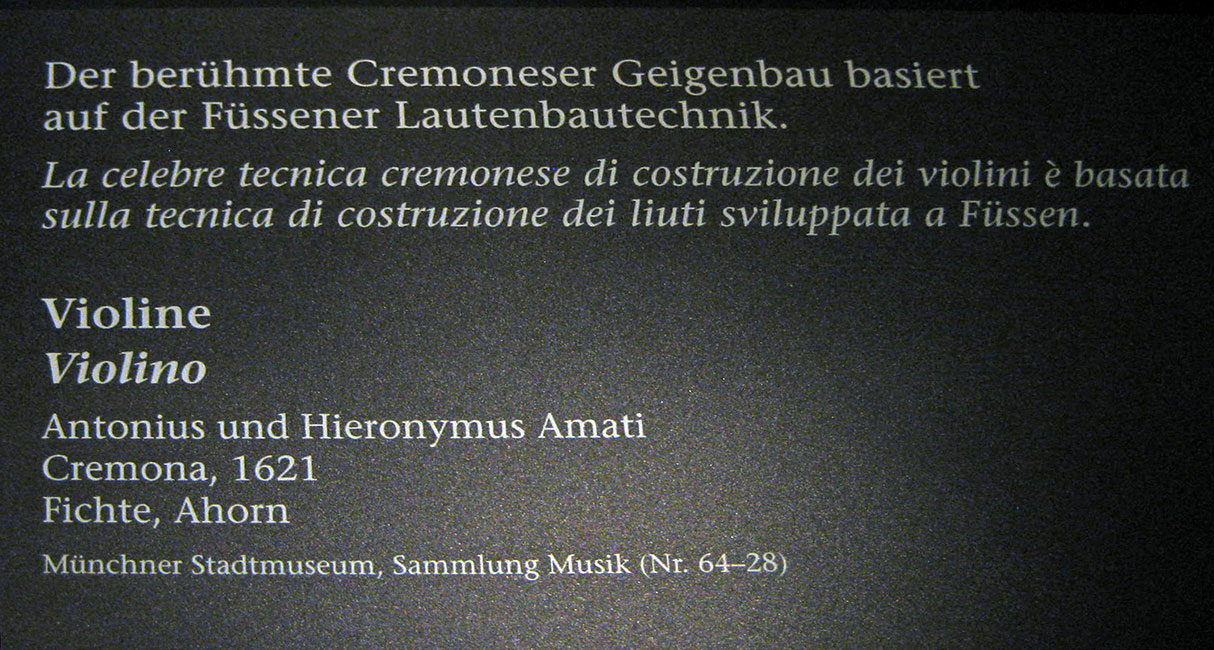 Der berühmte Cremoneser Geigenbau basiert
auf der Füssener Lautenbautechnik.
La celebre tecnica cremonese di costruzione dei violini è basata
sulla tecnica di costruzione dei liuti sviluppata a Füssen.
Violine
Violino
Antonius und Hieronymus Amati
Cremona, 1621
Fichte, Ahorn
Münchner Stadtmuseum, Sammlung Musik (Nr. 64–28)